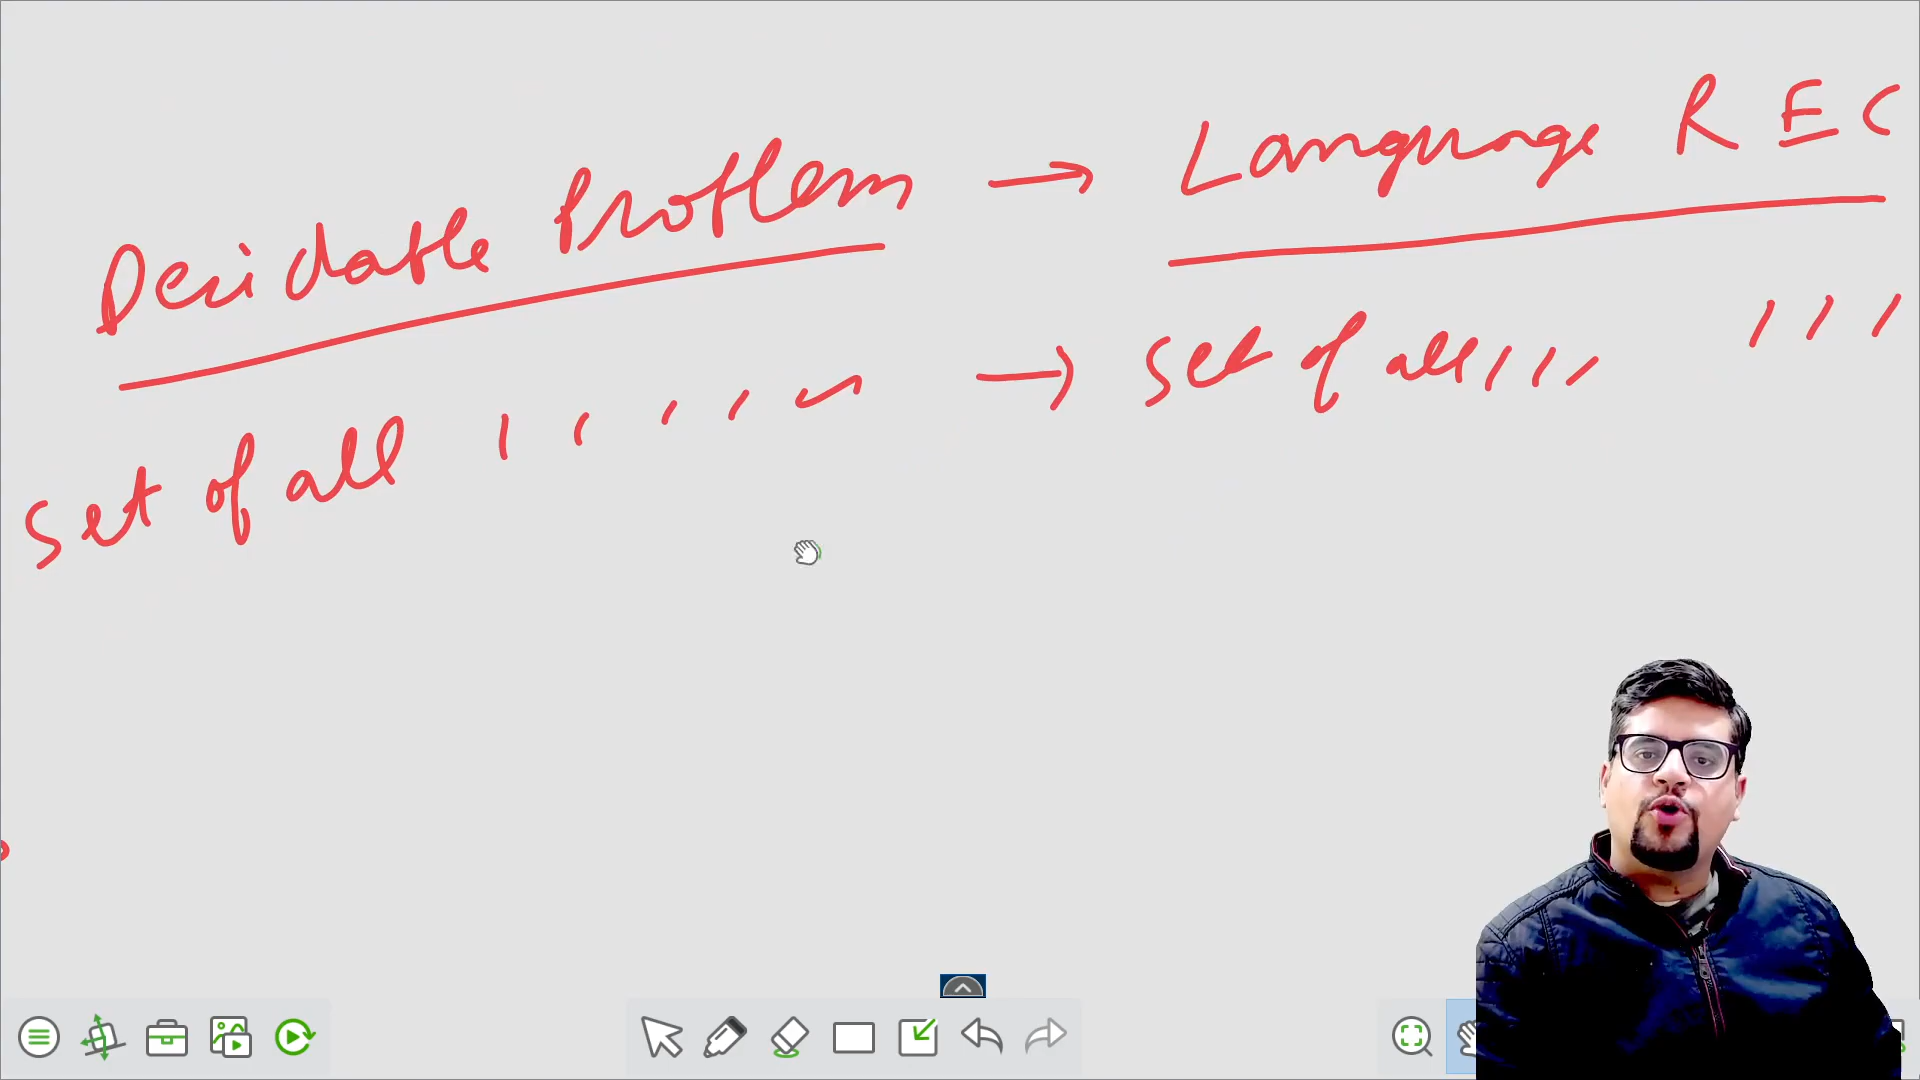 Decidable Problem → Language REC
Set of all ' ' ' ' " → Set of all ' ' ' ' ' '